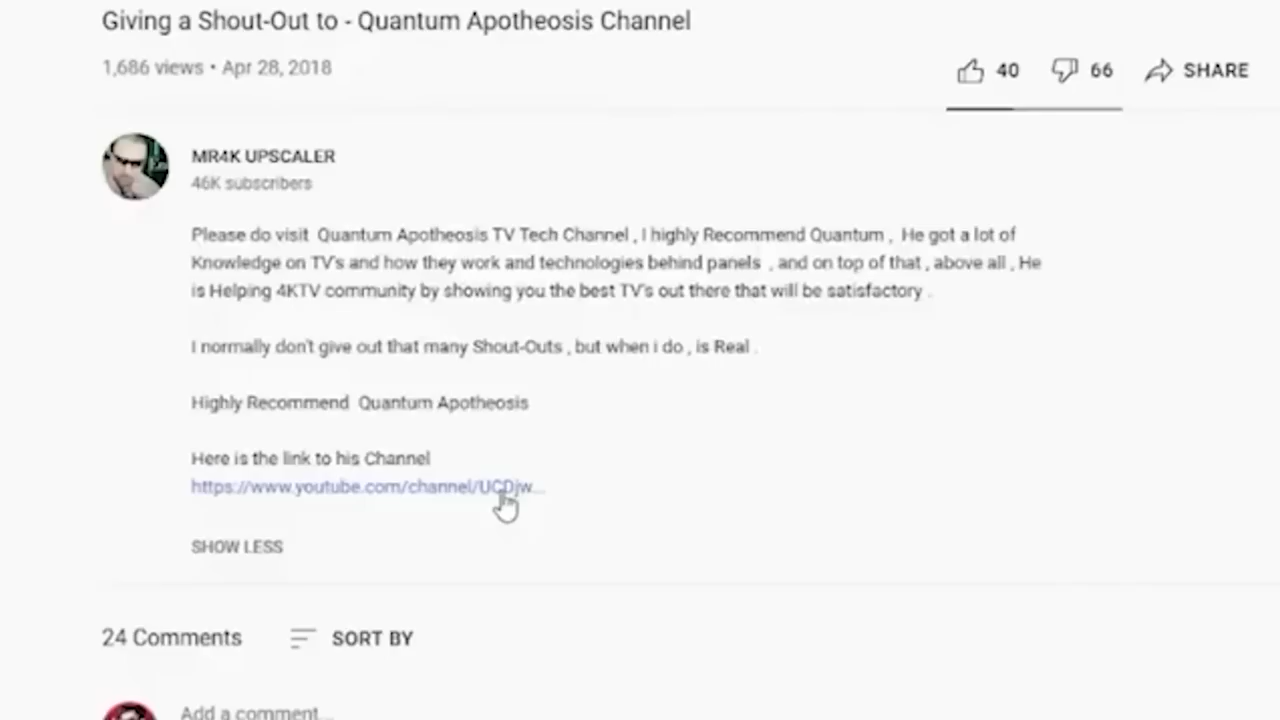 Giving a Shout-Out to - Quantum Apotheosis Channel
1,686 views • Apr 28, 2018
40 66 SHARE
MR4K UPSCALER
46K subscribers
Please do visit Quantum Apotheosis TV Tech Channel , I highly Recommend Quantum , He got a lot of
Knowledge on TV's and how they work and technologies behind panels , and on top of that , above all , He
is Helping 4KTV community by showing you the best TV's out there that will be satisfactory .
I normally don't give out that many Shout-Outs , but when i do , is Real .
Highly Recommend Quantum Apotheosis
Here is the link to his Channel
https://www.youtube.com/channel/UCDjw...
SHOW LESS
24 Comments SORT BY
Add a comment...